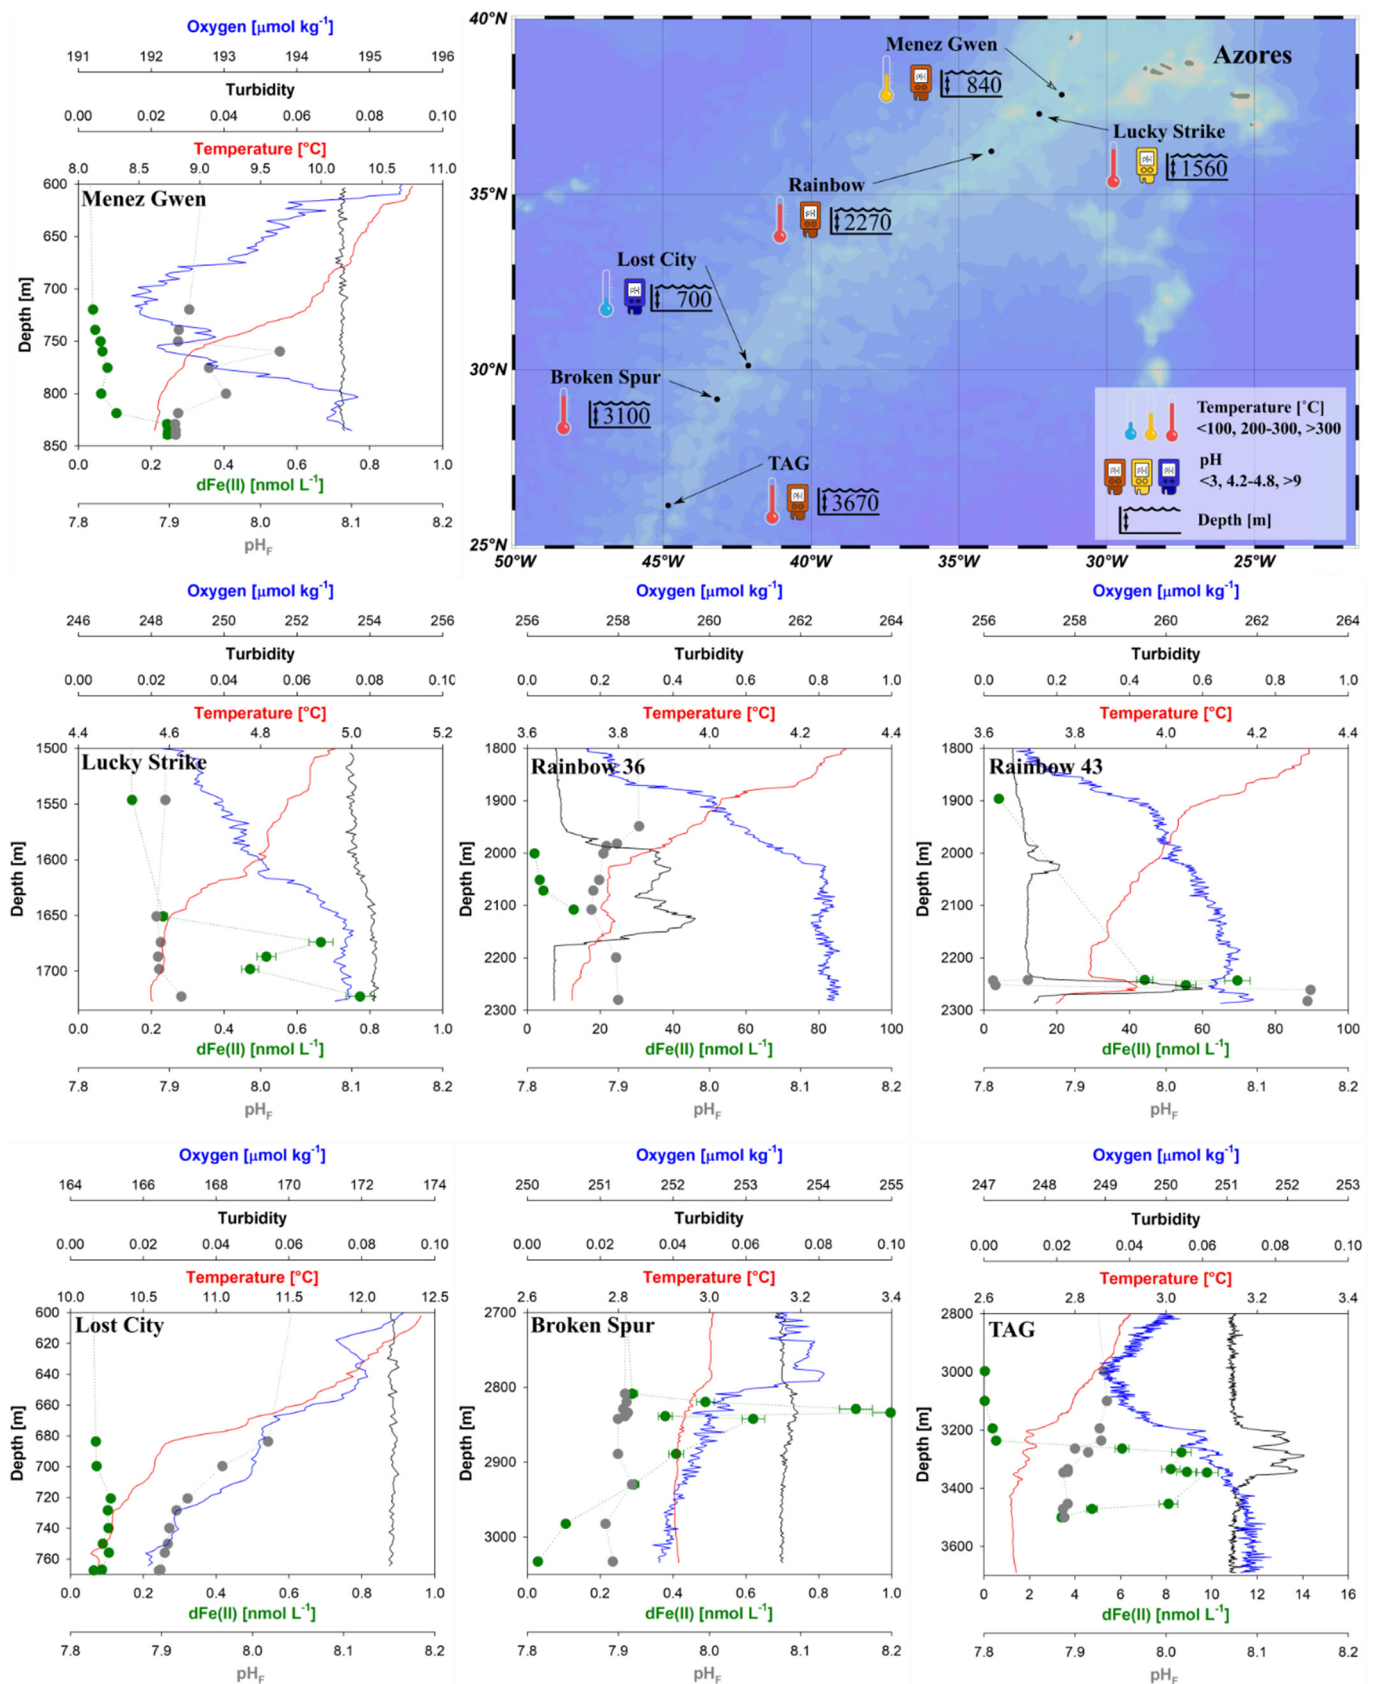 Oxygen [μmol kg-1]
191 192 193 194 195 196
Turbidity
0.00 0.02 0.04 0.06 0.08 0.10
Temperature [°C]
8.0 8.5 9.0 9.5 10.0 10.5 11.0
Menez Gwen
Depth [m]
600
650
700
750
800
850
0.0 0.2 0.4 0.6 0.8 1.0
dFe(II) [nmol L-1]
7.8 7.9 8.0 8.1 8.2
pHF
40°N
35°N
30°N
25°N
50°W 45°W 40°W 35°W 30°W 25°W
Azores
Menez Gwen
840
Lucky Strike
pH
1560
Rainbow
pH
2270
Lost City
pH
700
Broken Spur
3100
TAG
pH
3670
Temperature [°C]
<100, 200-300, >300
pH
<3, 4.2-4.8, >9
Depth [m]
Oxygen [μmol kg-1]
246 248 250 252 254 256
Turbidity
0.00 0.02 0.04 0.06 0.08 0.10
Temperature [°C]
4.4 4.6 4.8 5.0 5.2
Lucky Strike
Depth [m]
1500
1550
1600
1650
1700
0.0 0.2 0.4 0.6 0.8 1.0
dFe(II) [nmol L-1]
7.8 7.9 8.0 8.1 8.2
pHF
Oxygen [μmol kg-1]
256 258 260 262 264
Turbidity
0.0 0.2 0.4 0.6 0.8 1.0
Temperature [°C]
3.6 3.8 4.0 4.2 4.4
Rainbow 36
Depth [m]
1800
1900
2000
2100
2200
2300
0 20 40 60 80 100
dFe(II) [nmol L-1]
7.8 7.9 8.0 8.1 8.2
pHF
Oxygen [μmol kg-1]
256 258 260 262 264
Turbidity
0.0 0.2 0.4 0.6 0.8 1.0
Temperature [°C]
3.6 3.8 4.0 4.2 4.4
Rainbow 43
Depth [m]
1800
1900
2000
2100
2200
2300
0 20 40 60 80 100
dFe(II) [nmol L-1]
7.8 7.9 8.0 8.1 8.2
pHF
Oxygen [μmol kg-1]
164 166 168 170 172 174
Turbidity
0.00 0.02 0.04 0.06 0.08 0.10
Temperature [°C]
10.0 10.5 11.0 11.5 12.0 12.5
Lost City
Depth [m]
600
620
640
660
680
700
720
740
760
0.0 0.2 0.4 0.6 0.8 1.0
dFe(II) [nmol L-1]
7.8 7.9 8.0 8.1 8.2
pHF
Oxygen [μmol kg-1]
250 251 252 253 254 255
Turbidity
0.00 0.02 0.04 0.06 0.08 0.10
Temperature [°C]
2.6 2.8 3.0 3.2 3.4
Broken Spur
Depth [m]
2700
2800
2900
3000
0.0 0.2 0.4 0.6 0.8 1.0
dFe(II) [nmol L-1]
7.8 7.9 8.0 8.1 8.2
pHF
Oxygen [μmol kg-1]
247 248 249 250 251 252 253
Turbidity
0.00 0.02 0.04 0.06 0.08 0.10
Temperature [°C]
2.6 2.8 3.0 3.2 3.4
TAG
Depth [m]
2800
3000
3200
3400
3600
0 2 4 6 8 10 12 14 16
dFe(II) [nmol L-1]
7.8 7.9 8.0 8.1 8.2
pHF